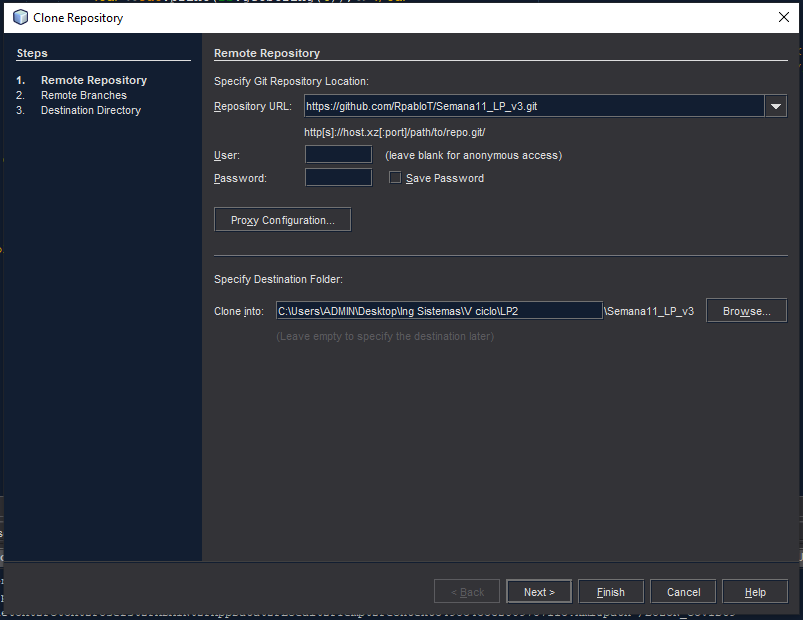 Clone Repository
Steps
1. Remote Repository
2. Remote Branches
3. Destination Directory
Remote Repository
Specify Git Repository Location:
Repository URL: https://github.com/RpabloT/Semana11_LP_v3.git
http[s]://host.xz[:port]/path/to/repo.git/
User: (leave blank for anonymous access)
Password: Save Password
Proxy Configuration...
Specify Destination Folder:
Clone into: C:\Users\ADMIN\Desktop\Ing Sistemas\V ciclo\LP2 \Semana11_LP_v3 Browse...
(Leave empty to specify the destination later)
< Back Next > Finish Cancel Help